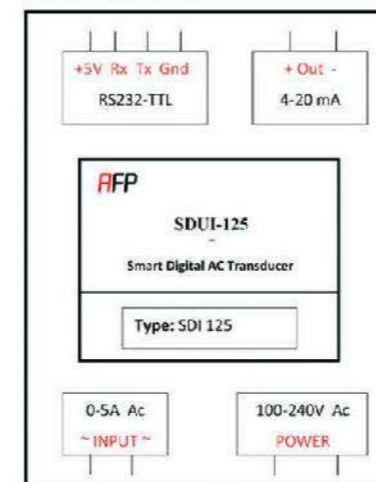 +5V Rx Tx Gnd
RS232-TTL
+ Out -
4-20 mA
AFP
SDUI-125
-
Smart Digital AC Transducer
Type: SDI 125
0-5A Ac
~ INPUT ~
100-240V Ac
POWER